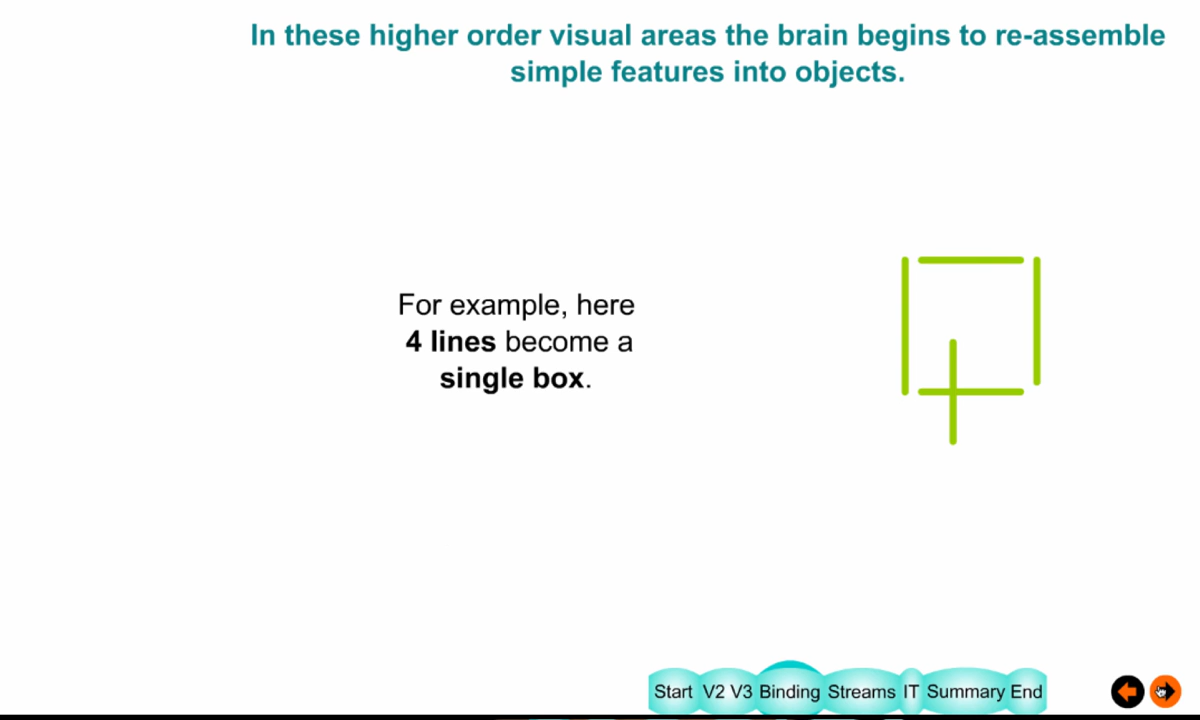 In these higher order visual areas the brain begins to re-assemble
simple features into objects.
For example, here
4 lines become a
single box.
Start V2 V3 Binding Streams IT Summary End